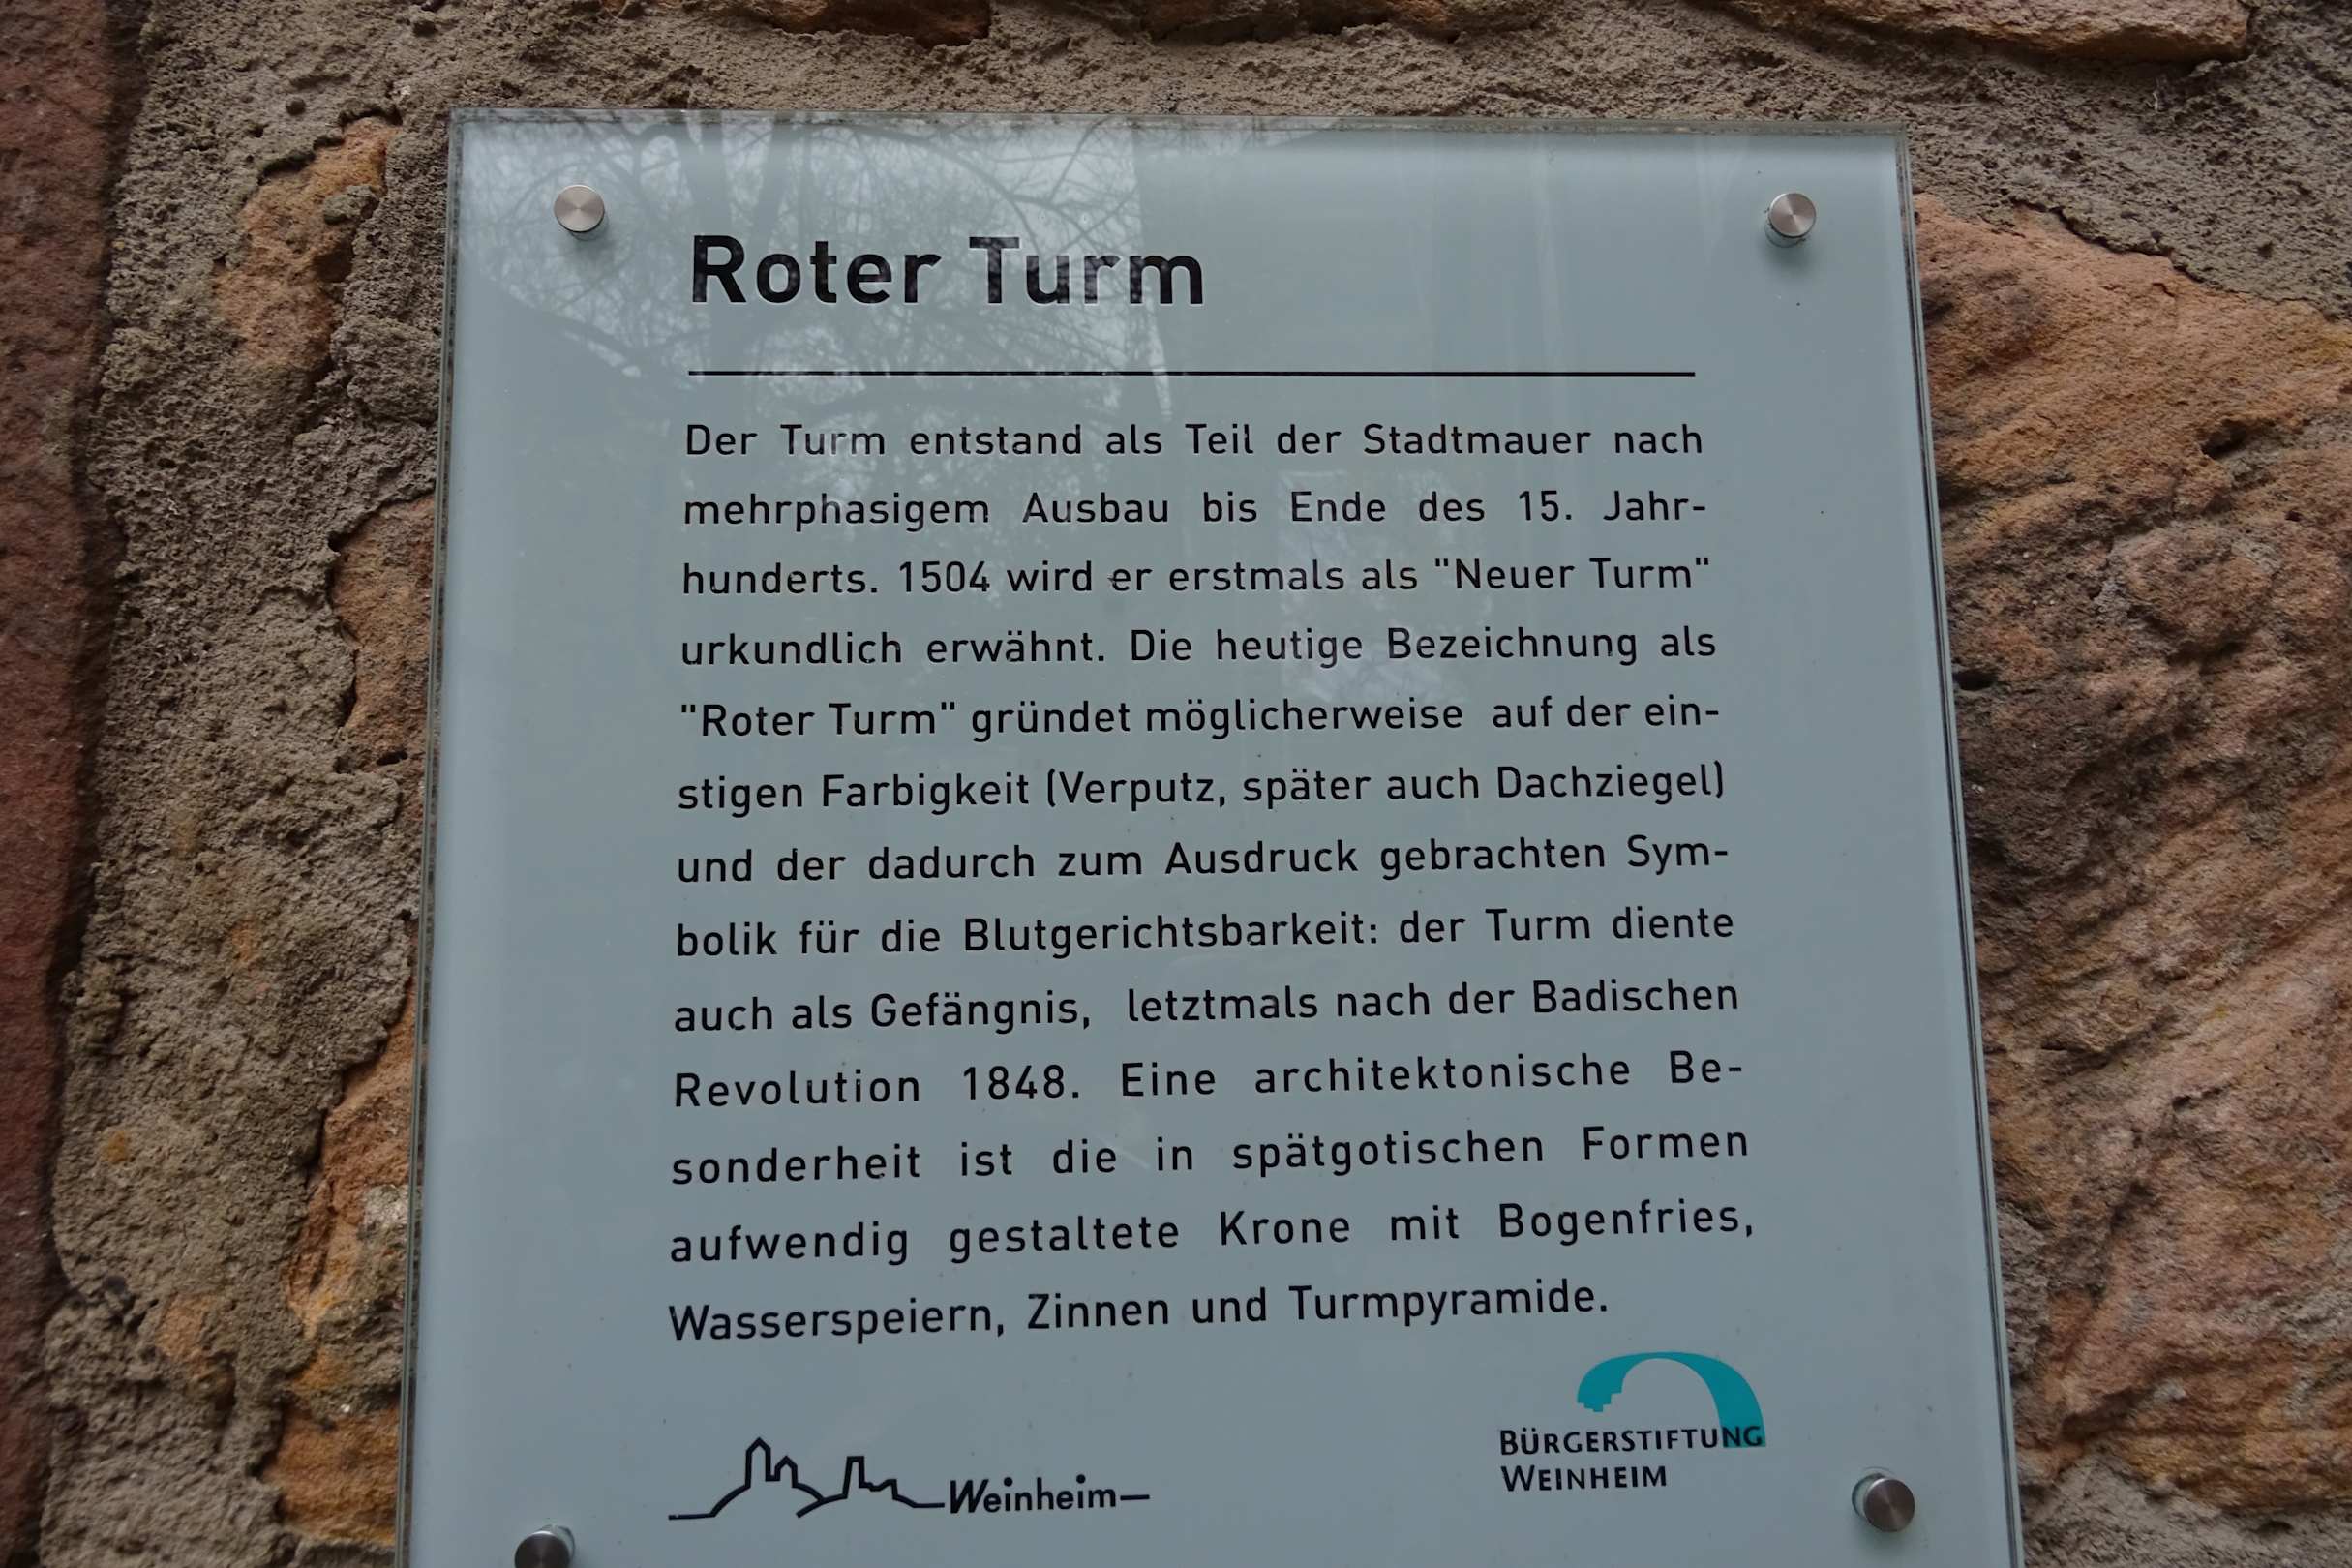 Roter Turm
Der Turm entstand als Teil der Stadtmauer nach
mehrphasigem Ausbau bis Ende des 15. Jahr-
hunderts. 1504 wird er erstmals als "Neuer Turm"
urkundlich erwähnt. Die heutige Bezeichnung als
"Roter Turm" gründet möglicherweise auf der ein-
stigen Farbigkeit (Verputz, später auch Dachziegel)
und der dadurch zum Ausdruck gebrachten Sym-
bolik für die Blutgerichtsbarkeit: der Turm diente
auch als Gefängnis, letztmals nach der Badischen
Revolution 1848. Eine architektonische Be-
sonderheit ist die in spätgotischen Formen
aufwendig gestaltete Krone mit Bogenfries,
Wasserspeiern, Zinnen und Turmpyramide.
Weinheim
BÜRGERSTIFTUNG
WEINHEIM